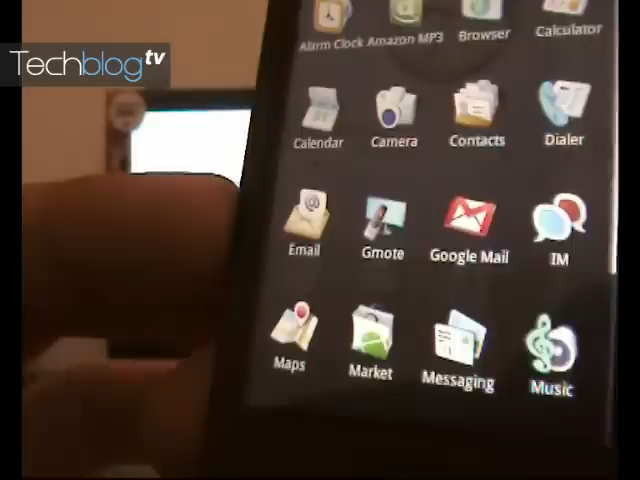 Techblog tv
Alarm Clock Amazon MP3 Browser Calculator
Calendar Camera Contacts Dialer
Email Gmote Google Mail IM
Maps Market Messaging Music